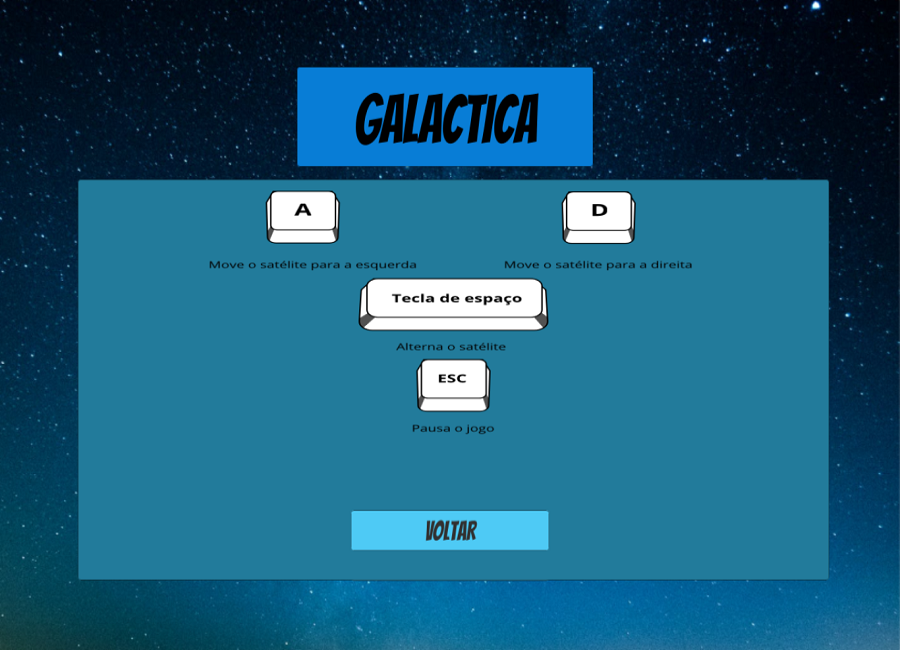 GALACTICA
A
D
Move o satélite para a esquerda
Move o satélite para a direita
Tecla de espaço
Alterna o satélite
ESC
Pausa o jogo
VOLTAR